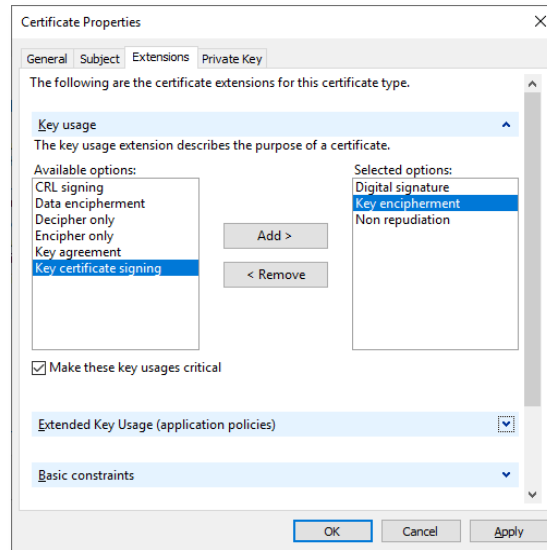 Certificate Properties
General Subject Extensions Private Key
The following are the certificate extensions for this certificate type.
Key usage
The key usage extension describes the purpose of a certificate.
Available options:
CRL signing
Data encipherment
Decipher only
Encipher only
Key agreement
Key certificate signing
Add >
< Remove
Selected options:
Digital signature
Key encipherment
Non repudiation
Make these key usages critical
Extended Key Usage (application policies)
Basic constraints
OK Cancel Apply